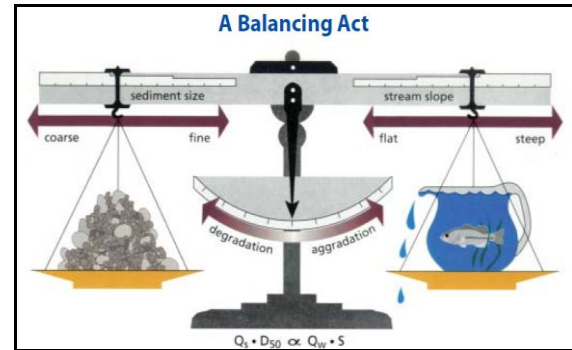 A Balancing Act
sediment size
stream slope
coarse
fine
flat
steep
degradation
aggradation
Qs • D50 ∝ Qw • S